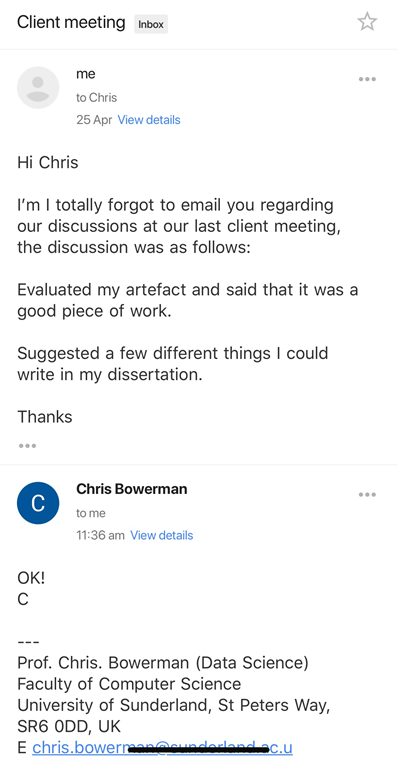 Client meeting Inbox
me
to Chris
25 Apr View details
Hi Chris
I'm I totally forgot to email you regarding
our discussions at our last client meeting,
the discussion was as follows:
Evaluated my artefact and said that it was a
good piece of work.
Suggested a few different things I could
write in my dissertation.
Thanks
C
Chris Bowerman
to me
11:36 am View details
OK!
C
---
Prof. Chris. Bowerman (Data Science)
Faculty of Computer Science
University of Sunderland, St Peters Way,
SR6 0DD, UK
E